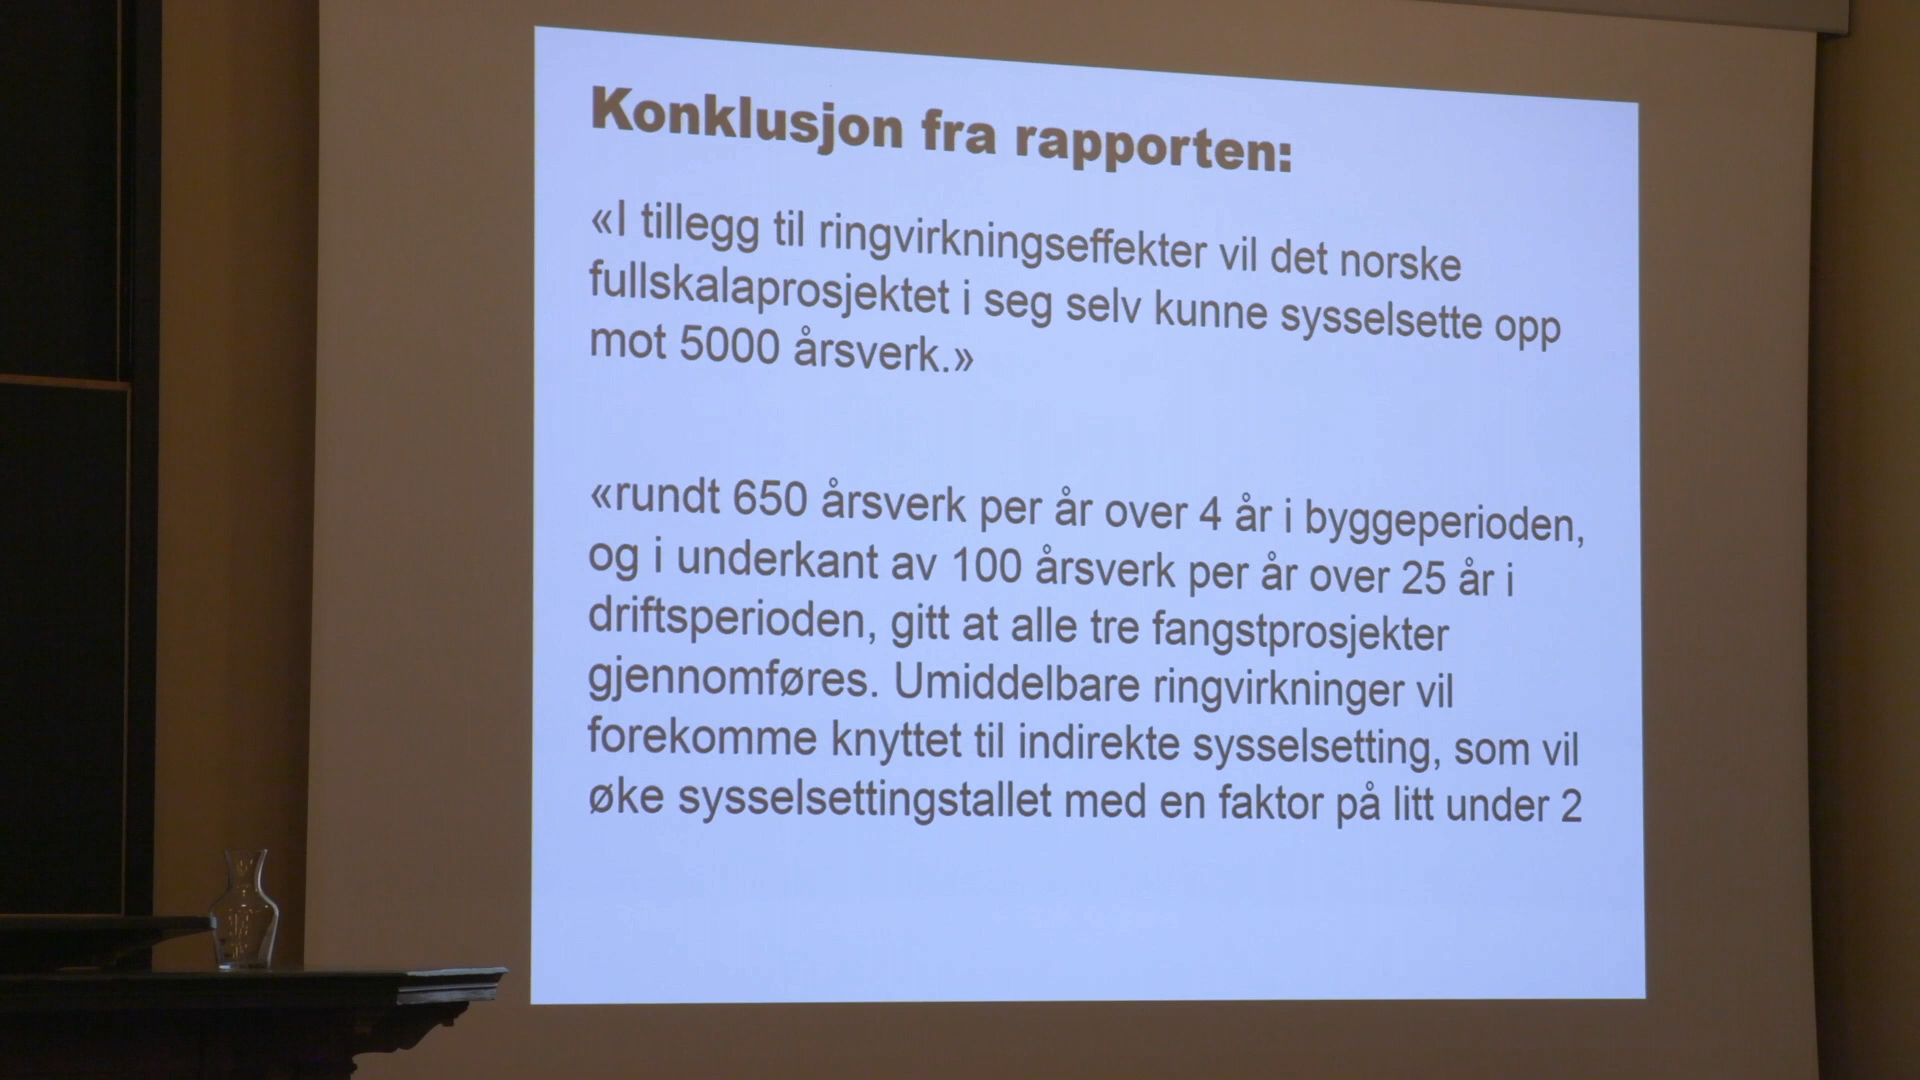 Konklusjon fra rapporten:
«I tillegg til ringvirkningseffekter vil det norske
fullskalaprosjektet i seg selv kunne sysselsette opp
mot 5000 årsverk.»
«rundt 650 årsverk per år over 4 år i byggeperioden,
og i underkant av 100 årsverk per år over 25 år i
driftsperioden, gitt at alle tre fangstprosjekter
gjennomføres. Umiddelbare ringvirkninger vil
forekomme knyttet til indirekte sysselsetting, som vil
øke sysselsettingstallet med en faktor på litt under 2